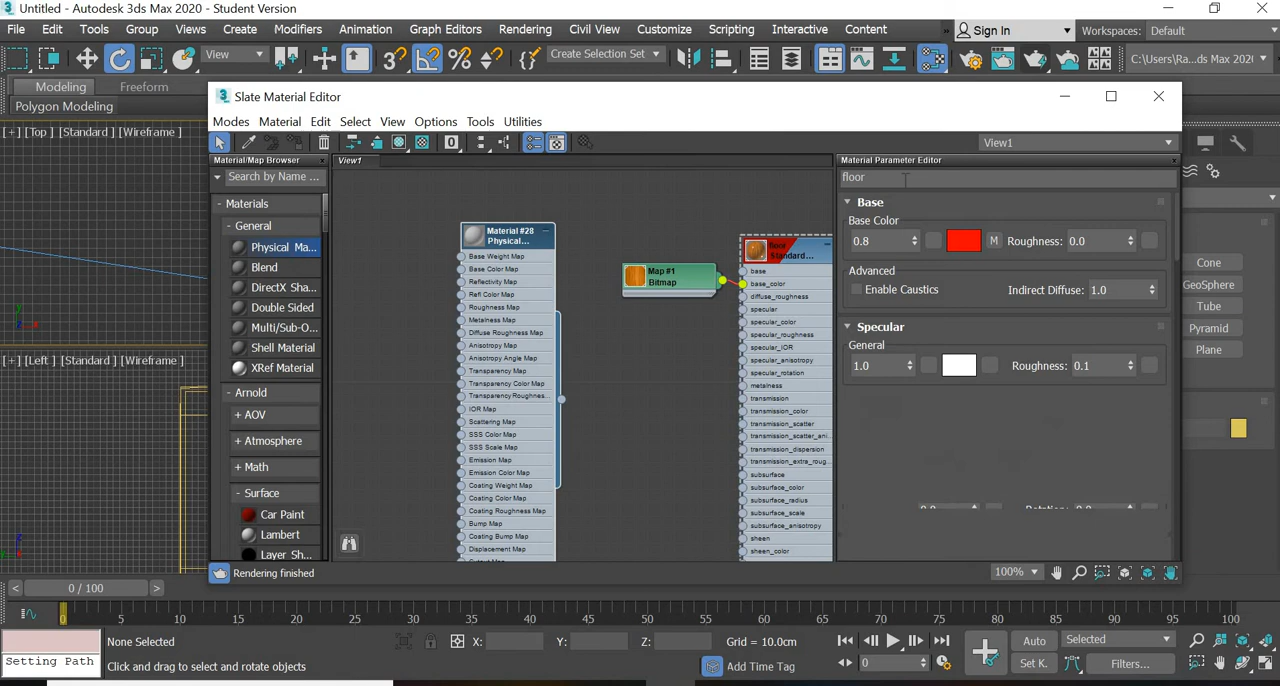 Untitled - Autodesk 3ds Max 2020 - Student Version
File Edit Tools Group Views Create Modifiers Animation Graph Editors Rendering Civil View Customize Scripting Interactive Content Sign In Workspaces: Default
View Create Selection Set C:\Users\Ra...ds Max 202(
Modeling Freeform
Polygon Modeling
[+] [Top ] [Standard ] [Wireframe ]
[+] [Left ] [Standard ] [Wireframe ]
Slate Material Editor
Modes Material Edit Select View Options Tools Utilities
View1
Material/Map Browser
Search by Name ...
- Materials
- General
Physical Ma...
Blend
DirectX Sha...
Double Sided
Multi/Sub-O...
Shell Material
XRef Material
- Arnold
+ AOV
+ Atmosphere
+ Math
- Surface
Car Paint
Lambert
Layer Sh...
View1
Material #28
Physical...
Base Weight Map
Base Color Map
Reflectivity Map
Refl Color Map
Roughness Map
Metalness Map
Diffuse Roughness Map
Anisotropy Map
Anisotropy Angle Map
Transparency Map
Transparency Color Map
Transparency Roughnes...
IOR Map
Scattering Map
SSS Color Map
SSS Scale Map
Emission Map
Emission Color Map
Coating Weight Map
Coating Color Map
Coating Roughness Map
Bump Map
Coating Bump Map
Displacement Map
Map #1
Bitmap
floor
Standard...
base
base_color
diffuse_roughness
specular
specular_color
specular_roughness
specular_IOR
specular_anisotropy
specular_rotation
metalness
transmission
transmission_color
transmission_scatter
transmission_scatter_ani...
transmission_dispersion
transmission_extra_roug...
subsurface
subsurface_color
subsurface_radius
subsurface_scale
subsurface_anisotropy
sheen
sheen_color
Material Parameter Editor
floor
Base
Base Color
0.8 M Roughness: 0.0
Advanced
Enable Caustics Indirect Diffuse: 1.0
Specular
General
1.0 Roughness: 0.1
Rendering finished
100%
Cone
GeoSphere
Tube
Pyramid
Plane
< 0 / 100 >
0 5 10 15 20 25 30 35 40 45 50 55 60 65 70 75 80 85 90 95 100
None Selected X: Y: Z: Grid = 10.0cm Auto Selected
Setting Path Click and drag to select and rotate objects Add Time Tag 0 Set K. Filters...